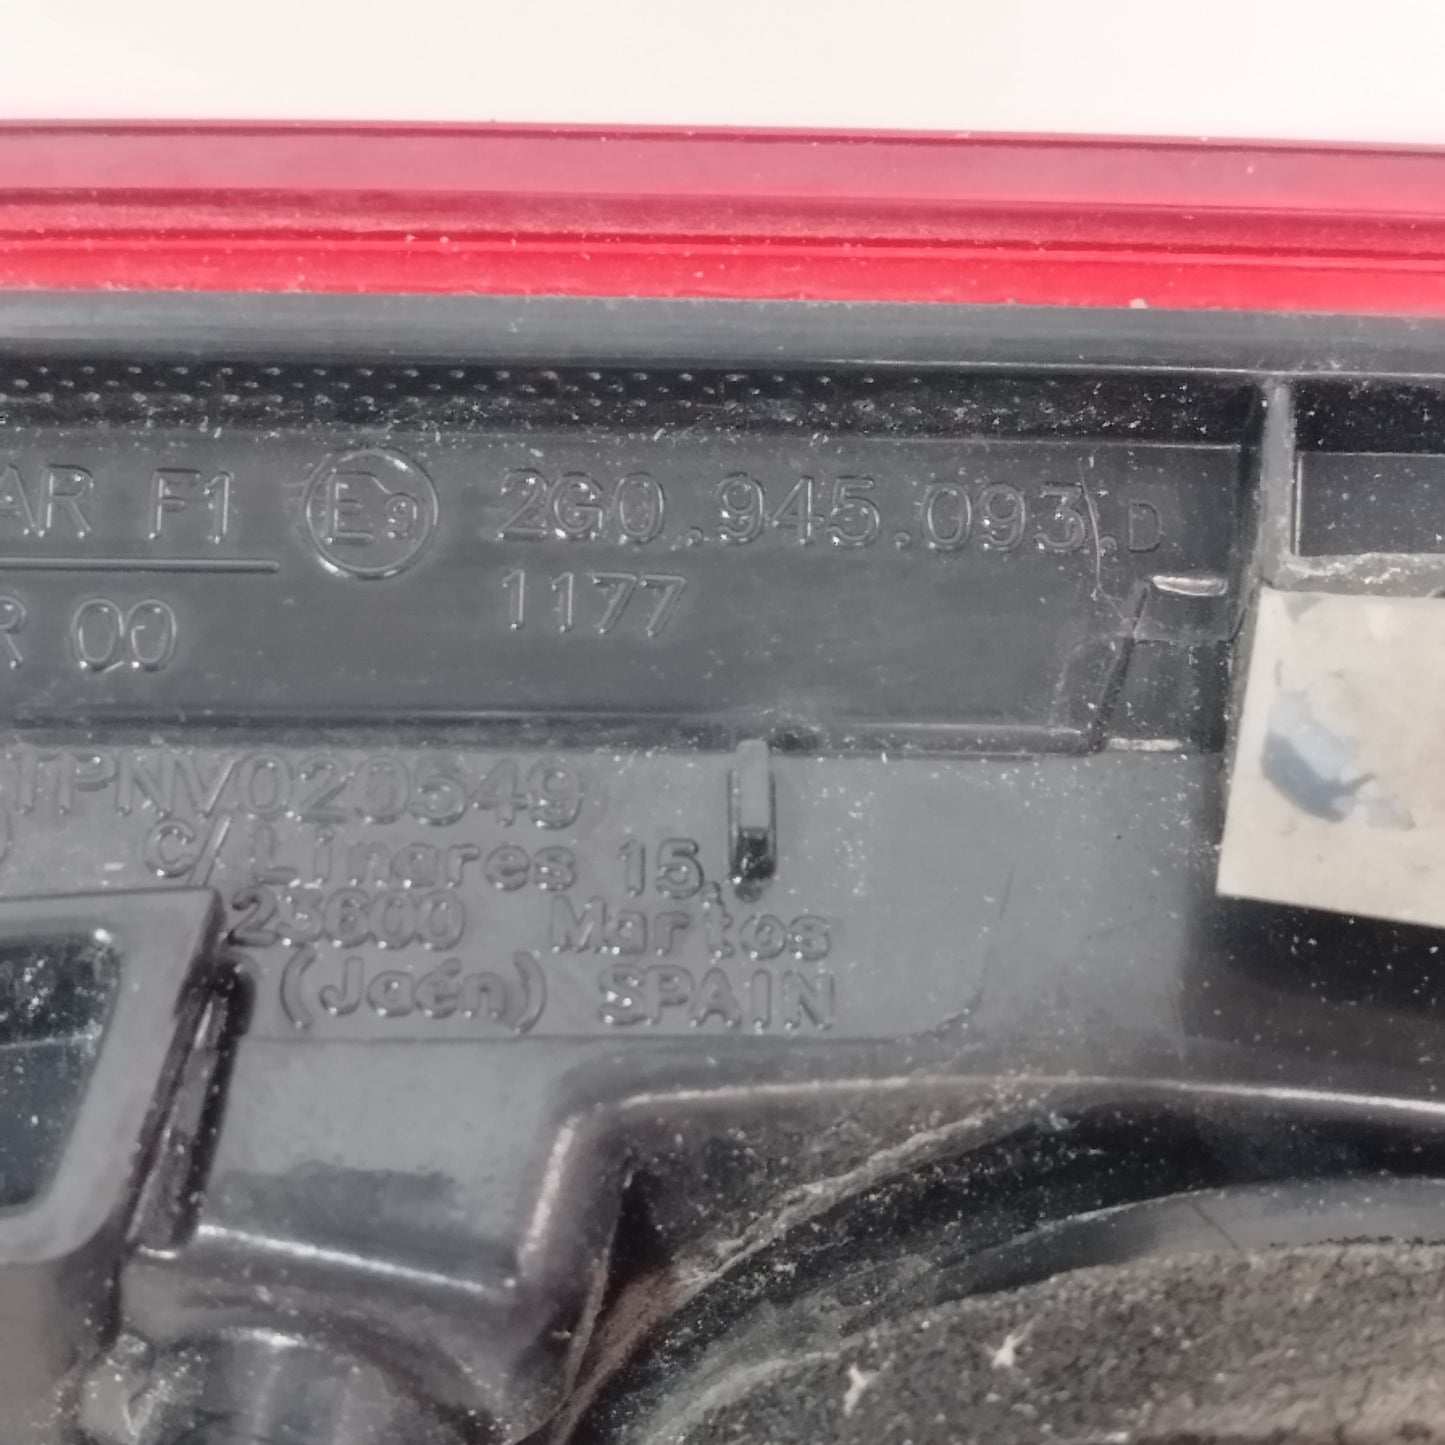 AR F1 E9 2G0.945.093.D
R 00 1177
TPNV020549
C/Linares 15.
23600 Martos
(Jaén) SPAIN